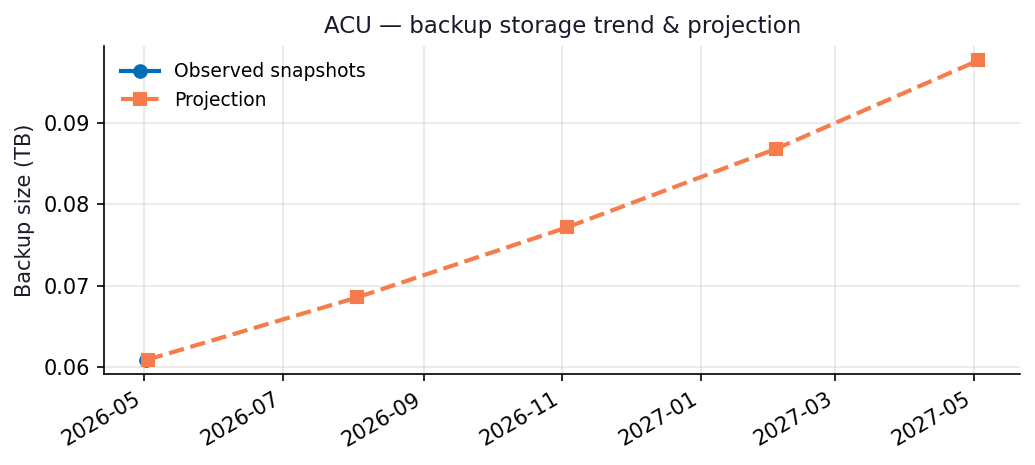 ACU — backup storage trend & projection
Observed snapshots
Projection
Backup size (TB)
0.09
0.08
0.07
0.06
2026-05
2026-07
2026-09
2026-11
2027-01
2027-03
2027-05